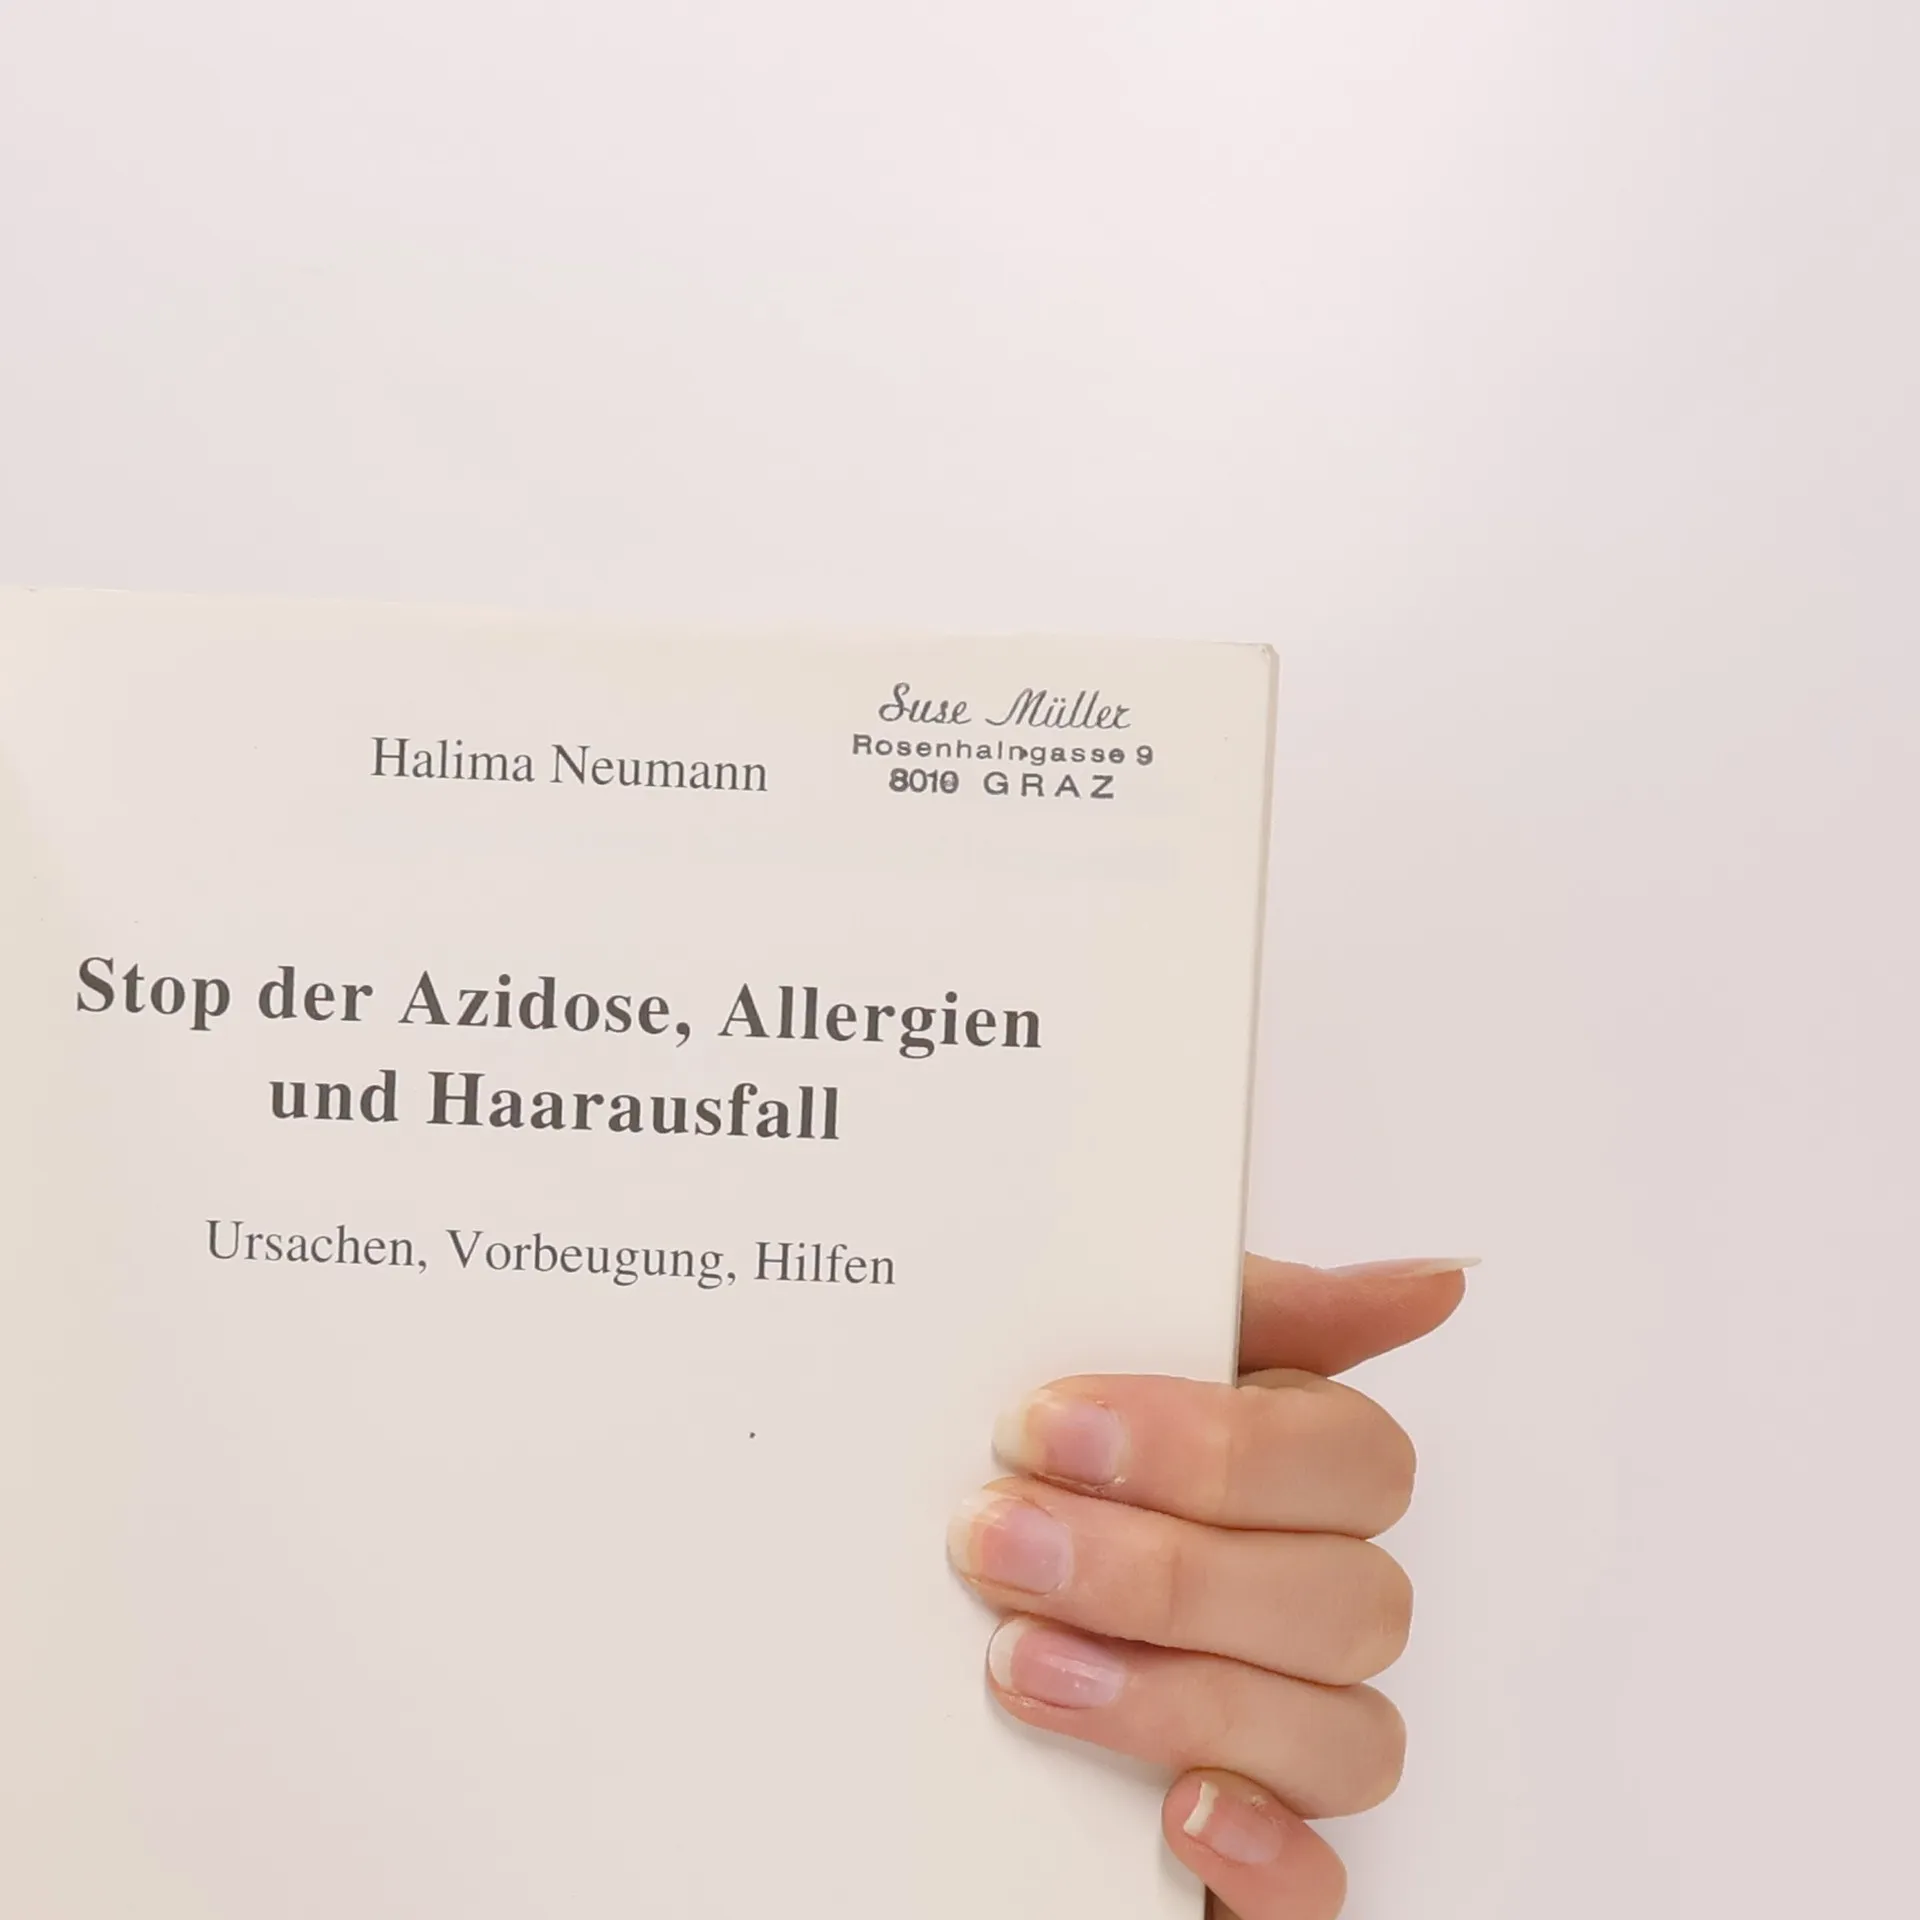 Suse Müller
Halima Neumann
Rosenhaingasse 9
8010 GRAZ
Stop der Azidose, Allergien
und Haarausfall
Ursachen, Vorbeugung, Hilfen